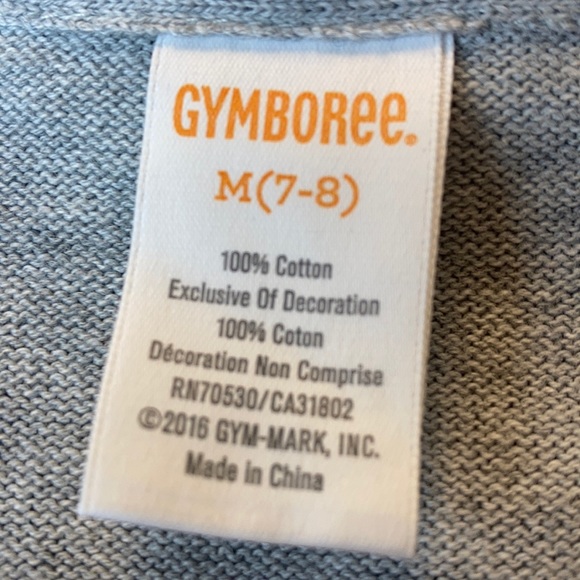 GYMBORee.
M(7-8)
100% Cotton
Exclusive Of Decoration
100% Coton
Décoration Non Comprise
RN70530/CA31802
©2016 GYM-MARK, INC.
Made in China